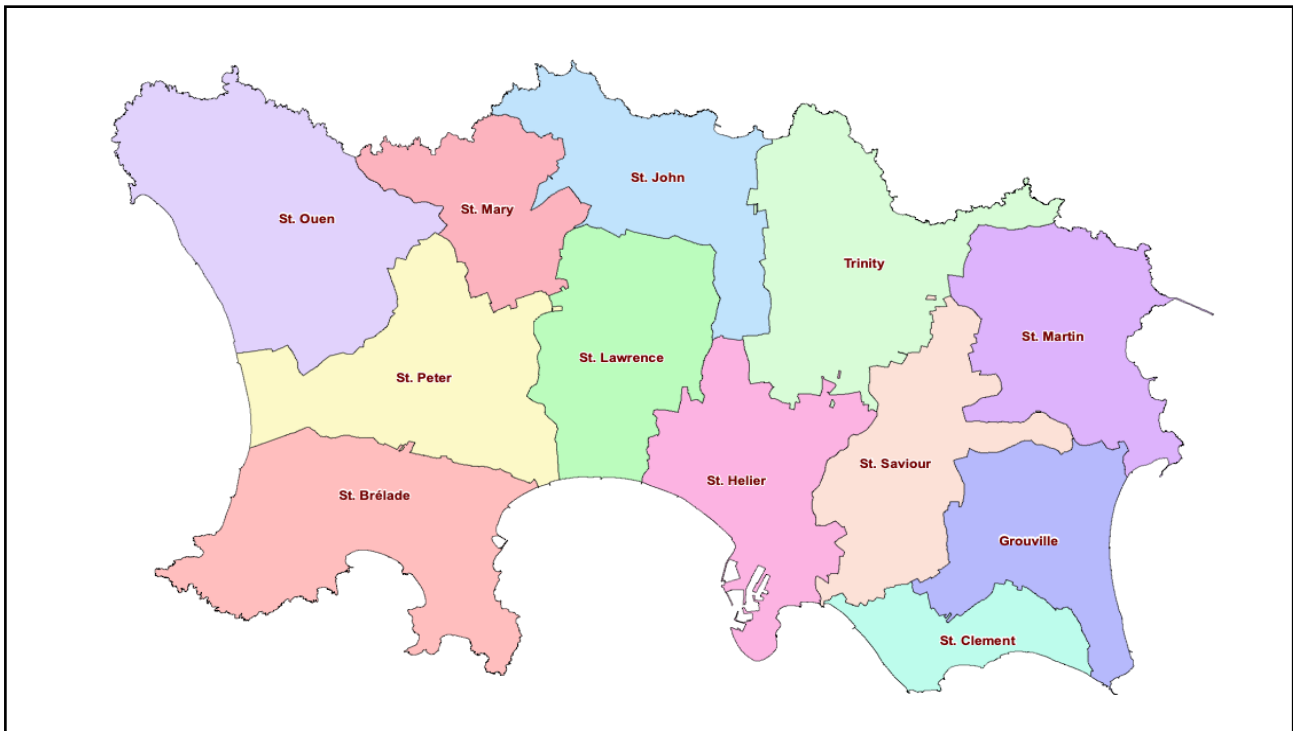 St. John
St. Mary
St. Ouen
Trinity
St. Martin
St. Lawrence
St. Peter
St. Saviour
St. Helier
St. Brélade
Grouville
St. Clement